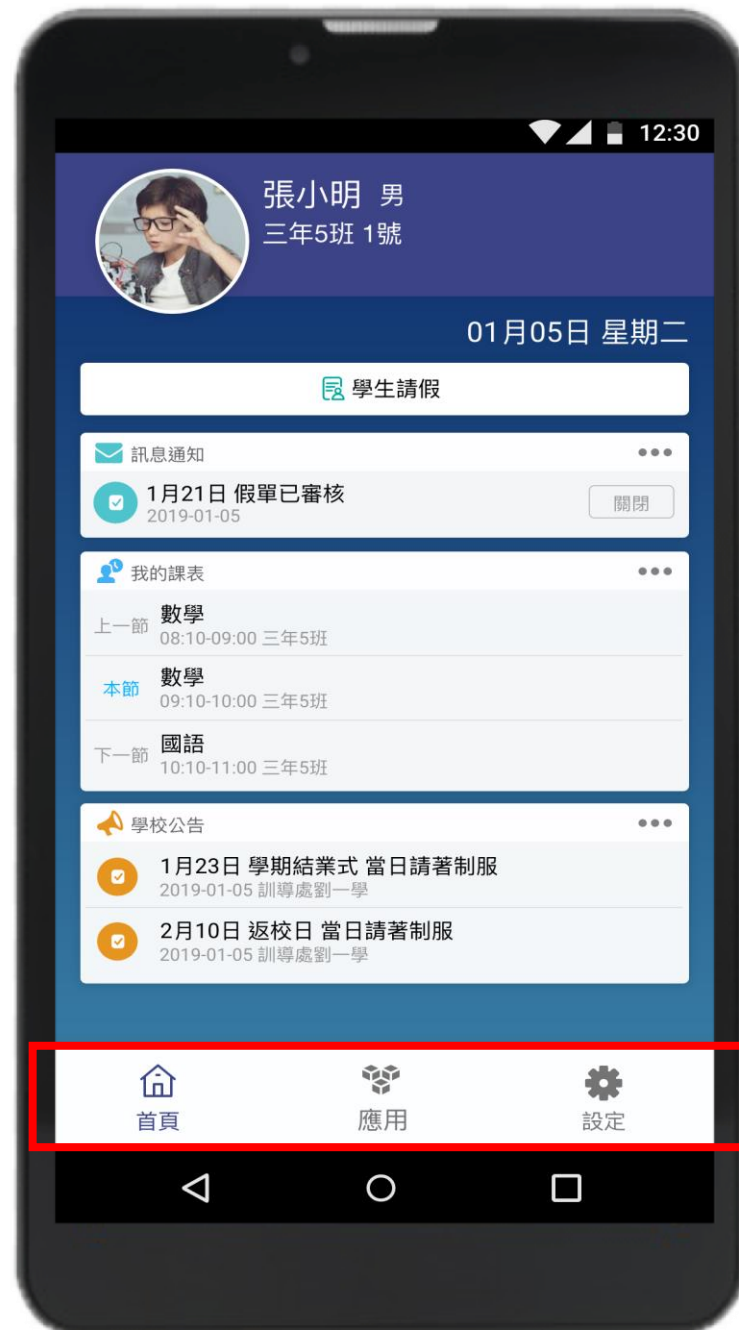 12:30
張小明 男
三年5班 1號
01月05日 星期二
學生請假
訊息通知
1月21日 假單已審核
2019-01-05
關閉
我的課表
上一節 數學
08:10-09:00 三年5班
本節 數學
09:10-10:00 三年5班
下一節 國語
10:10-11:00 三年5班
學校公告
1月23日 學期結業式 當日請著制服
2019-01-05 訓導處劉一學
2月10日 返校日 當日請著制服
2019-01-05 訓導處劉一學
首頁 應用 設定